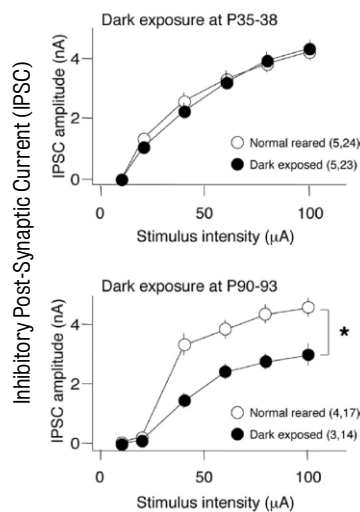 Inhibitory Post-Synaptic Current (IPSC)
Dark exposure at P35-38
IPSC amplitude (nA)
4
2
0
Normal reared (5,24)
Dark exposed (5,23)
0 50 100
Stimulus intensity (μA)
Dark exposure at P90-93
IPSC amplitude (nA)
4
2
0
*
Normal reared (4,17)
Dark exposed (3,14)
0 50 100
Stimulus intensity (μA)